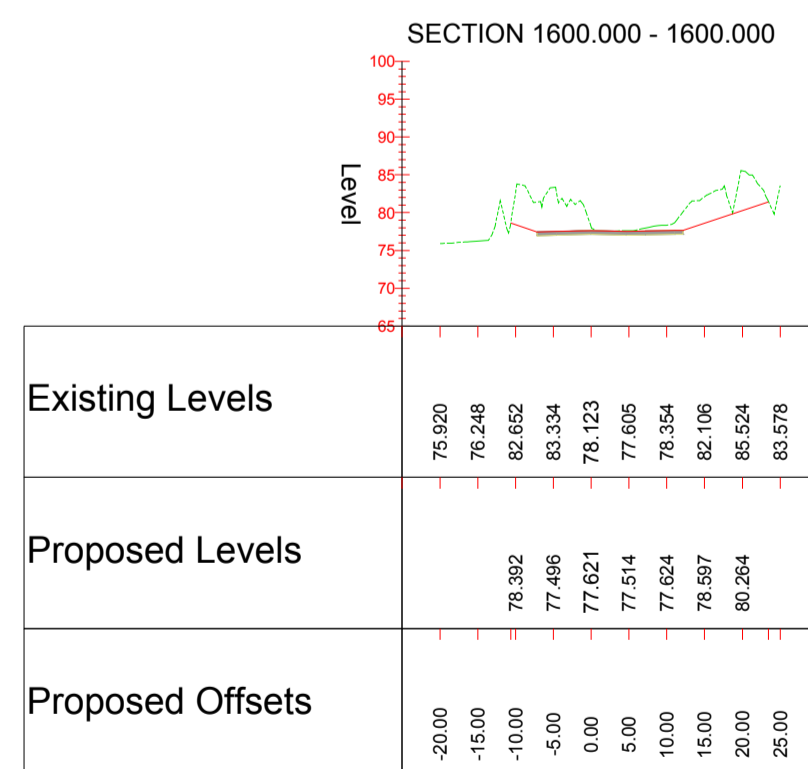 SECTION 1600.000 - 1600.000
100
95
90
85
80
75
70
65
Level
Existing Levels
75.920 76.248 82.652 83.334 78.123 77.605 78.354 82.106 85.524 83.578
Proposed Levels
78.392 77.496 77.621 77.514 77.624 78.597 80.264
Proposed Offsets
-20.00 -15.00 -10.00 -5.00 0.00 5.00 10.00 15.00 20.00 25.00